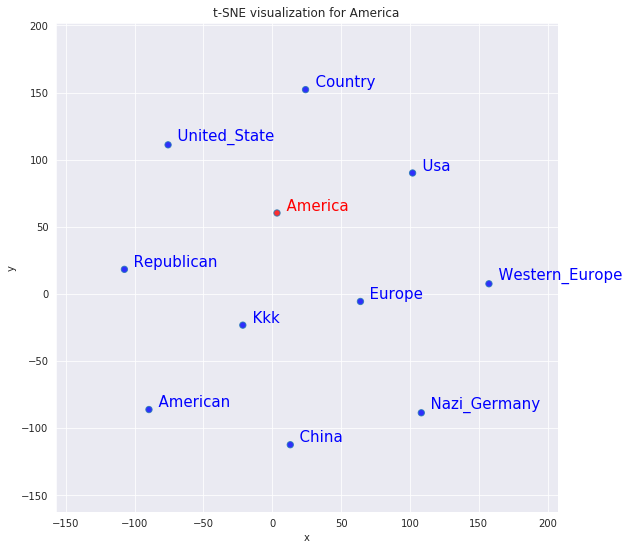 t-SNE visualization for America
200
150
100
50
0
−50
−100
−150
y
Country
United_State
Usa
America
Republican
Western_Europe
Europe
Kkk
American
Nazi_Germany
China
−150 −100 −50 0 50 100 150 200
x